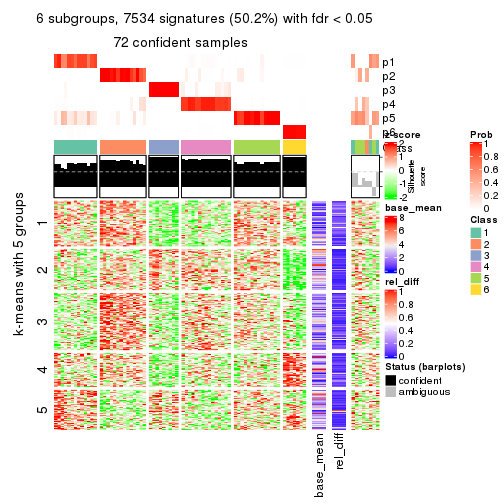 6 subgroups, 7534 signatures (50.2%) with fdr < 0.05
72 confident samples
p1
p2
p3
p4
p5
p6
Class
z-score
2
1
0
-1
-2
Silhouette
score
Prob
1
0.8
0.6
0.4
0.2
0
base_mean
8
6
4
2
0
Class
1
2
3
4
5
6
rel_diff
1
0.8
0.6
0.4
0.2
0
Status (barplots)
confident
ambiguous
k-means with 5 groups
1
2
3
4
5
base_mean
rel_diff